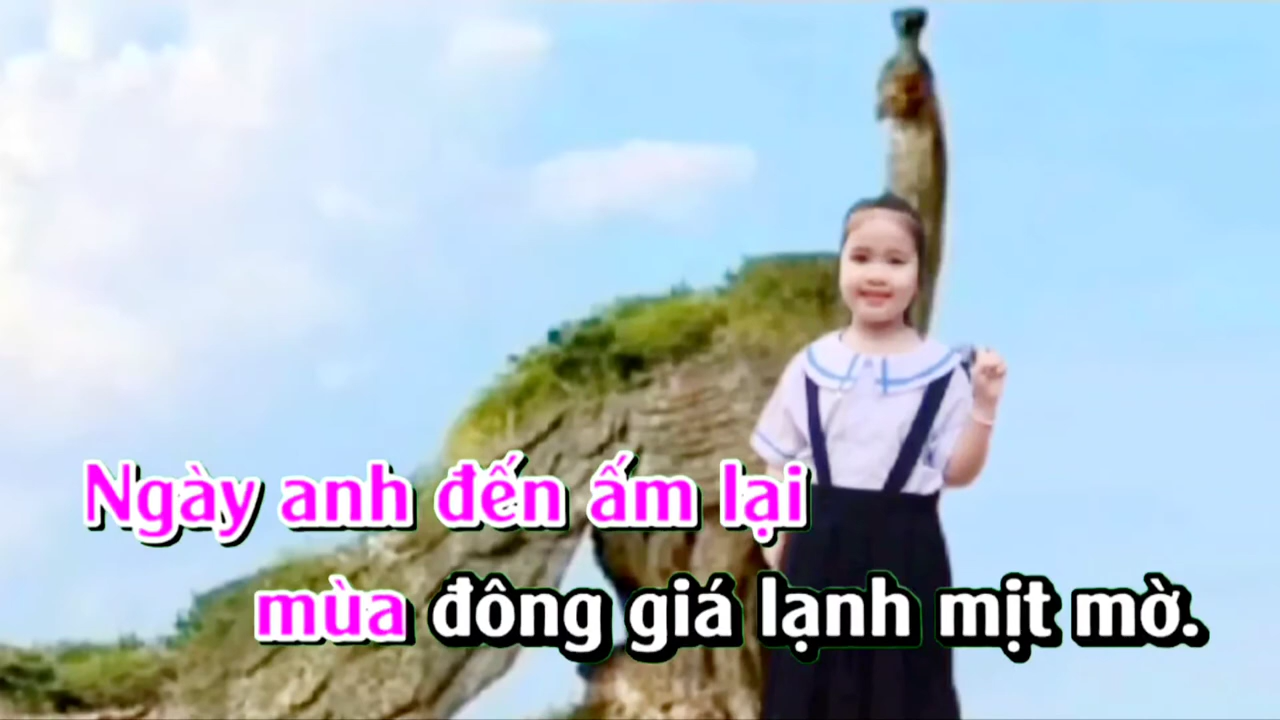 Ngày anh đến ấm lại
mùa đông giá lạnh mịt mờ.